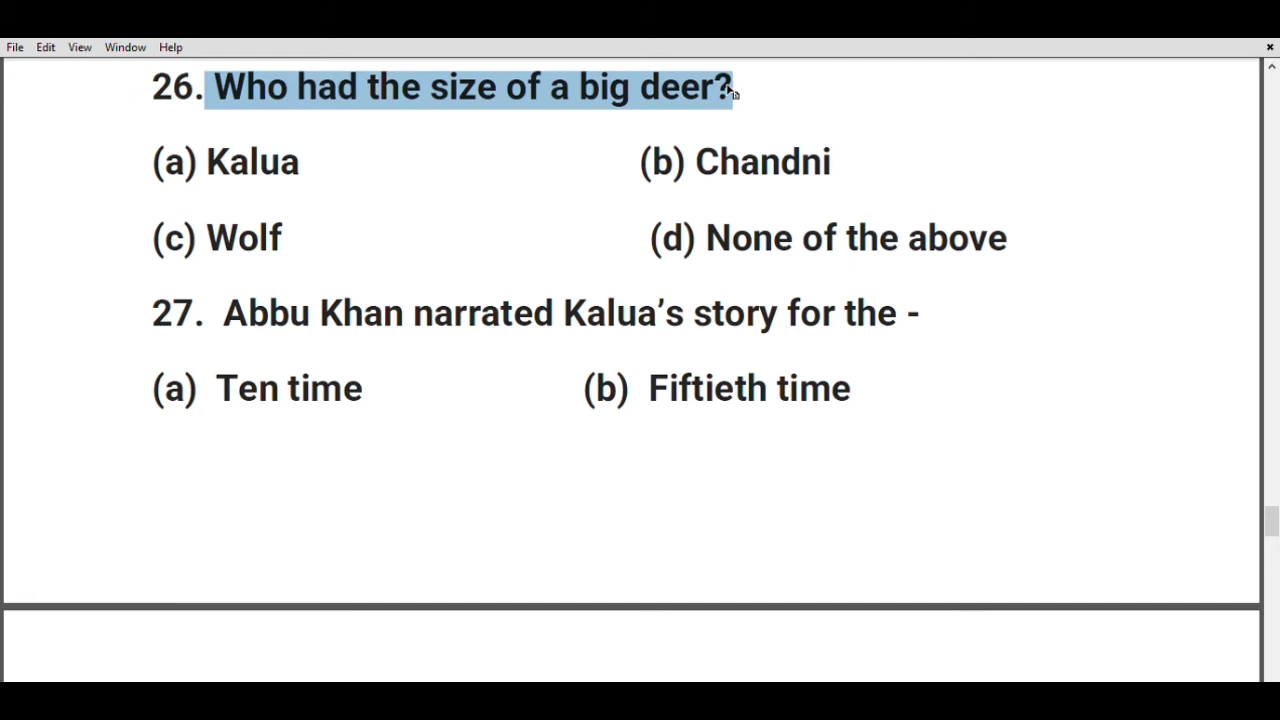 File Edit View Window Help
26. Who had the size of a big deer?
(a) Kalua (b) Chandni
(c) Wolf (d) None of the above
27. Abbu Khan narrated Kalua’s story for the -
(a) Ten time (b) Fiftieth time